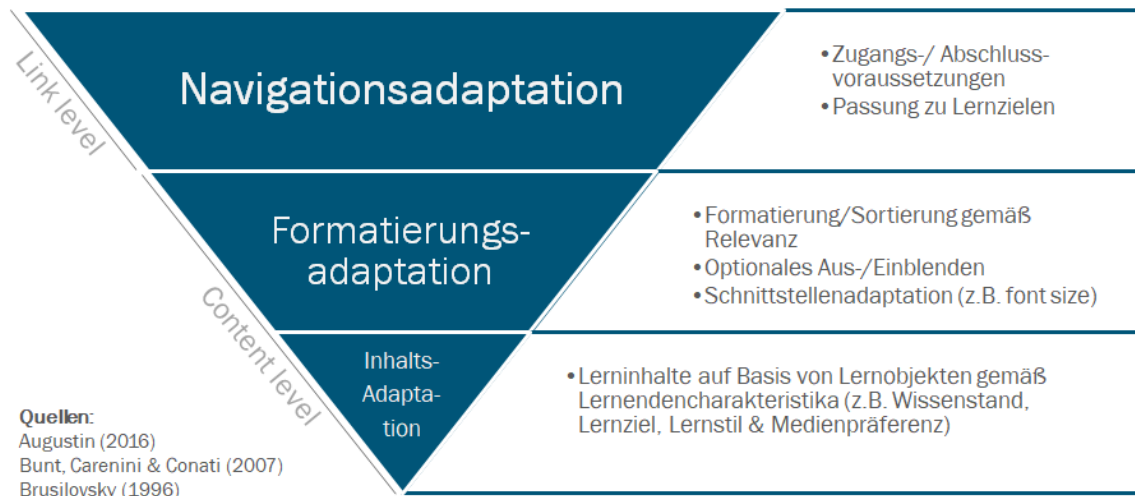 Link level
Navigationsadaptation
•Zugangs-/ Abschluss-
voraussetzungen
•Passung zu Lernzielen
Content level
Formatierungs-
adaptation
•Formatierung/Sortierung gemäß
Relevanz
•Optionales Aus-/Einblenden
•Schnittstellenadaptation (z.B. font size)
Inhalts-
Adapta-
tion
•Lerninhalte auf Basis von Lernobjekten gemäß
Lernendencharakteristika (z.B. Wissenstand,
Lernziel, Lernstil & Medienpräferenz)
Quellen:
Augustin (2016)
Bunt, Carenini & Conati (2007)
Brusilovsky (1996)